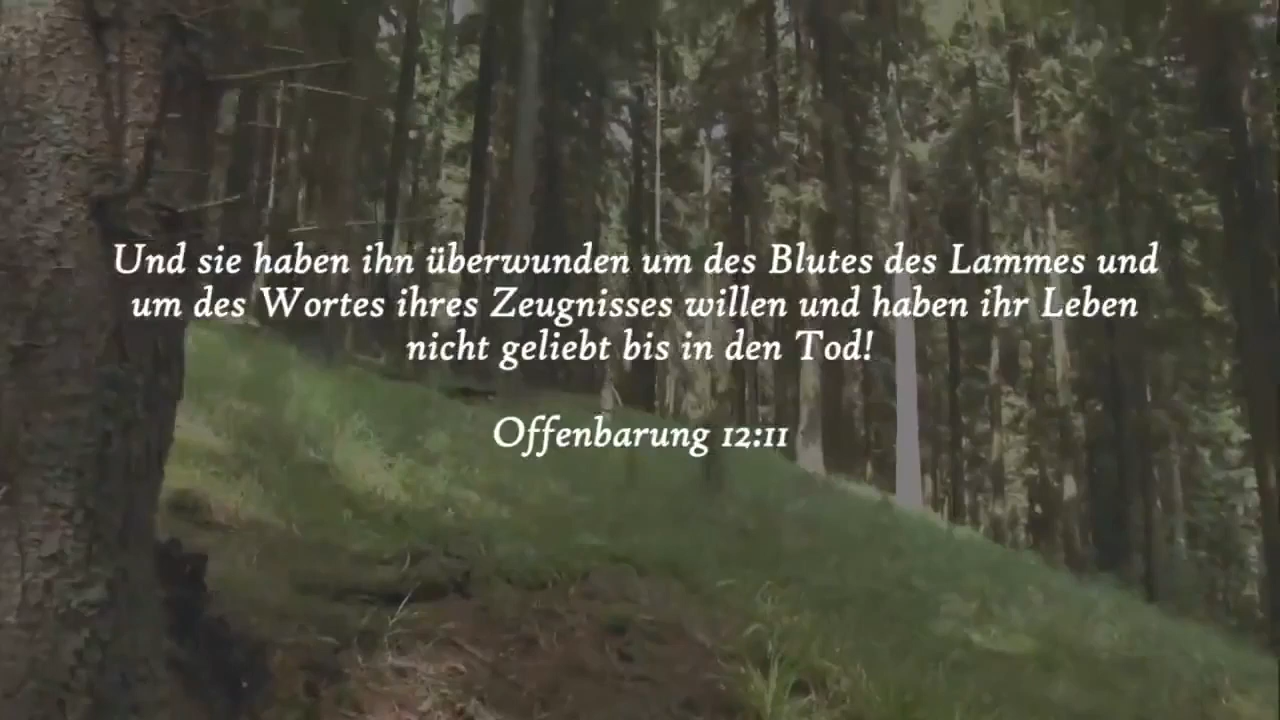 Und sie haben ihn überwunden um des Blutes des Lammes und
um des Wortes ihres Zeugnisses willen und haben ihr Leben
nicht geliebt bis in den Tod!
Offenbarung 12:11